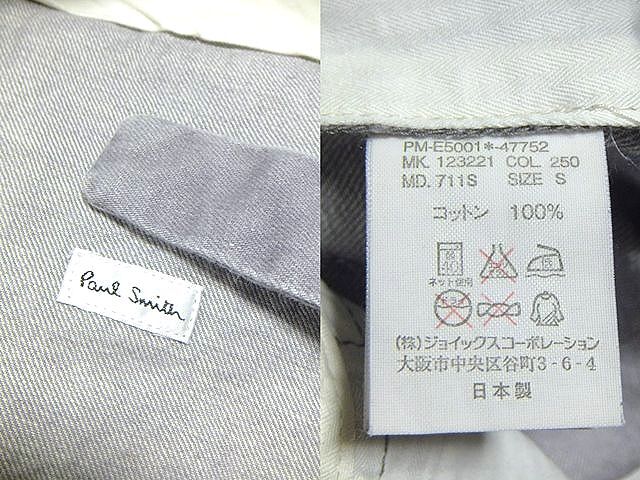 Paul Smith
PM-E5001*-47752
MK. 123221 COL. 250
MD. 711S SIZE S
コットン 100%
ネット使用
(株)ジョイックスコーポレーション
大阪市中央区谷町3-6-4
日本製